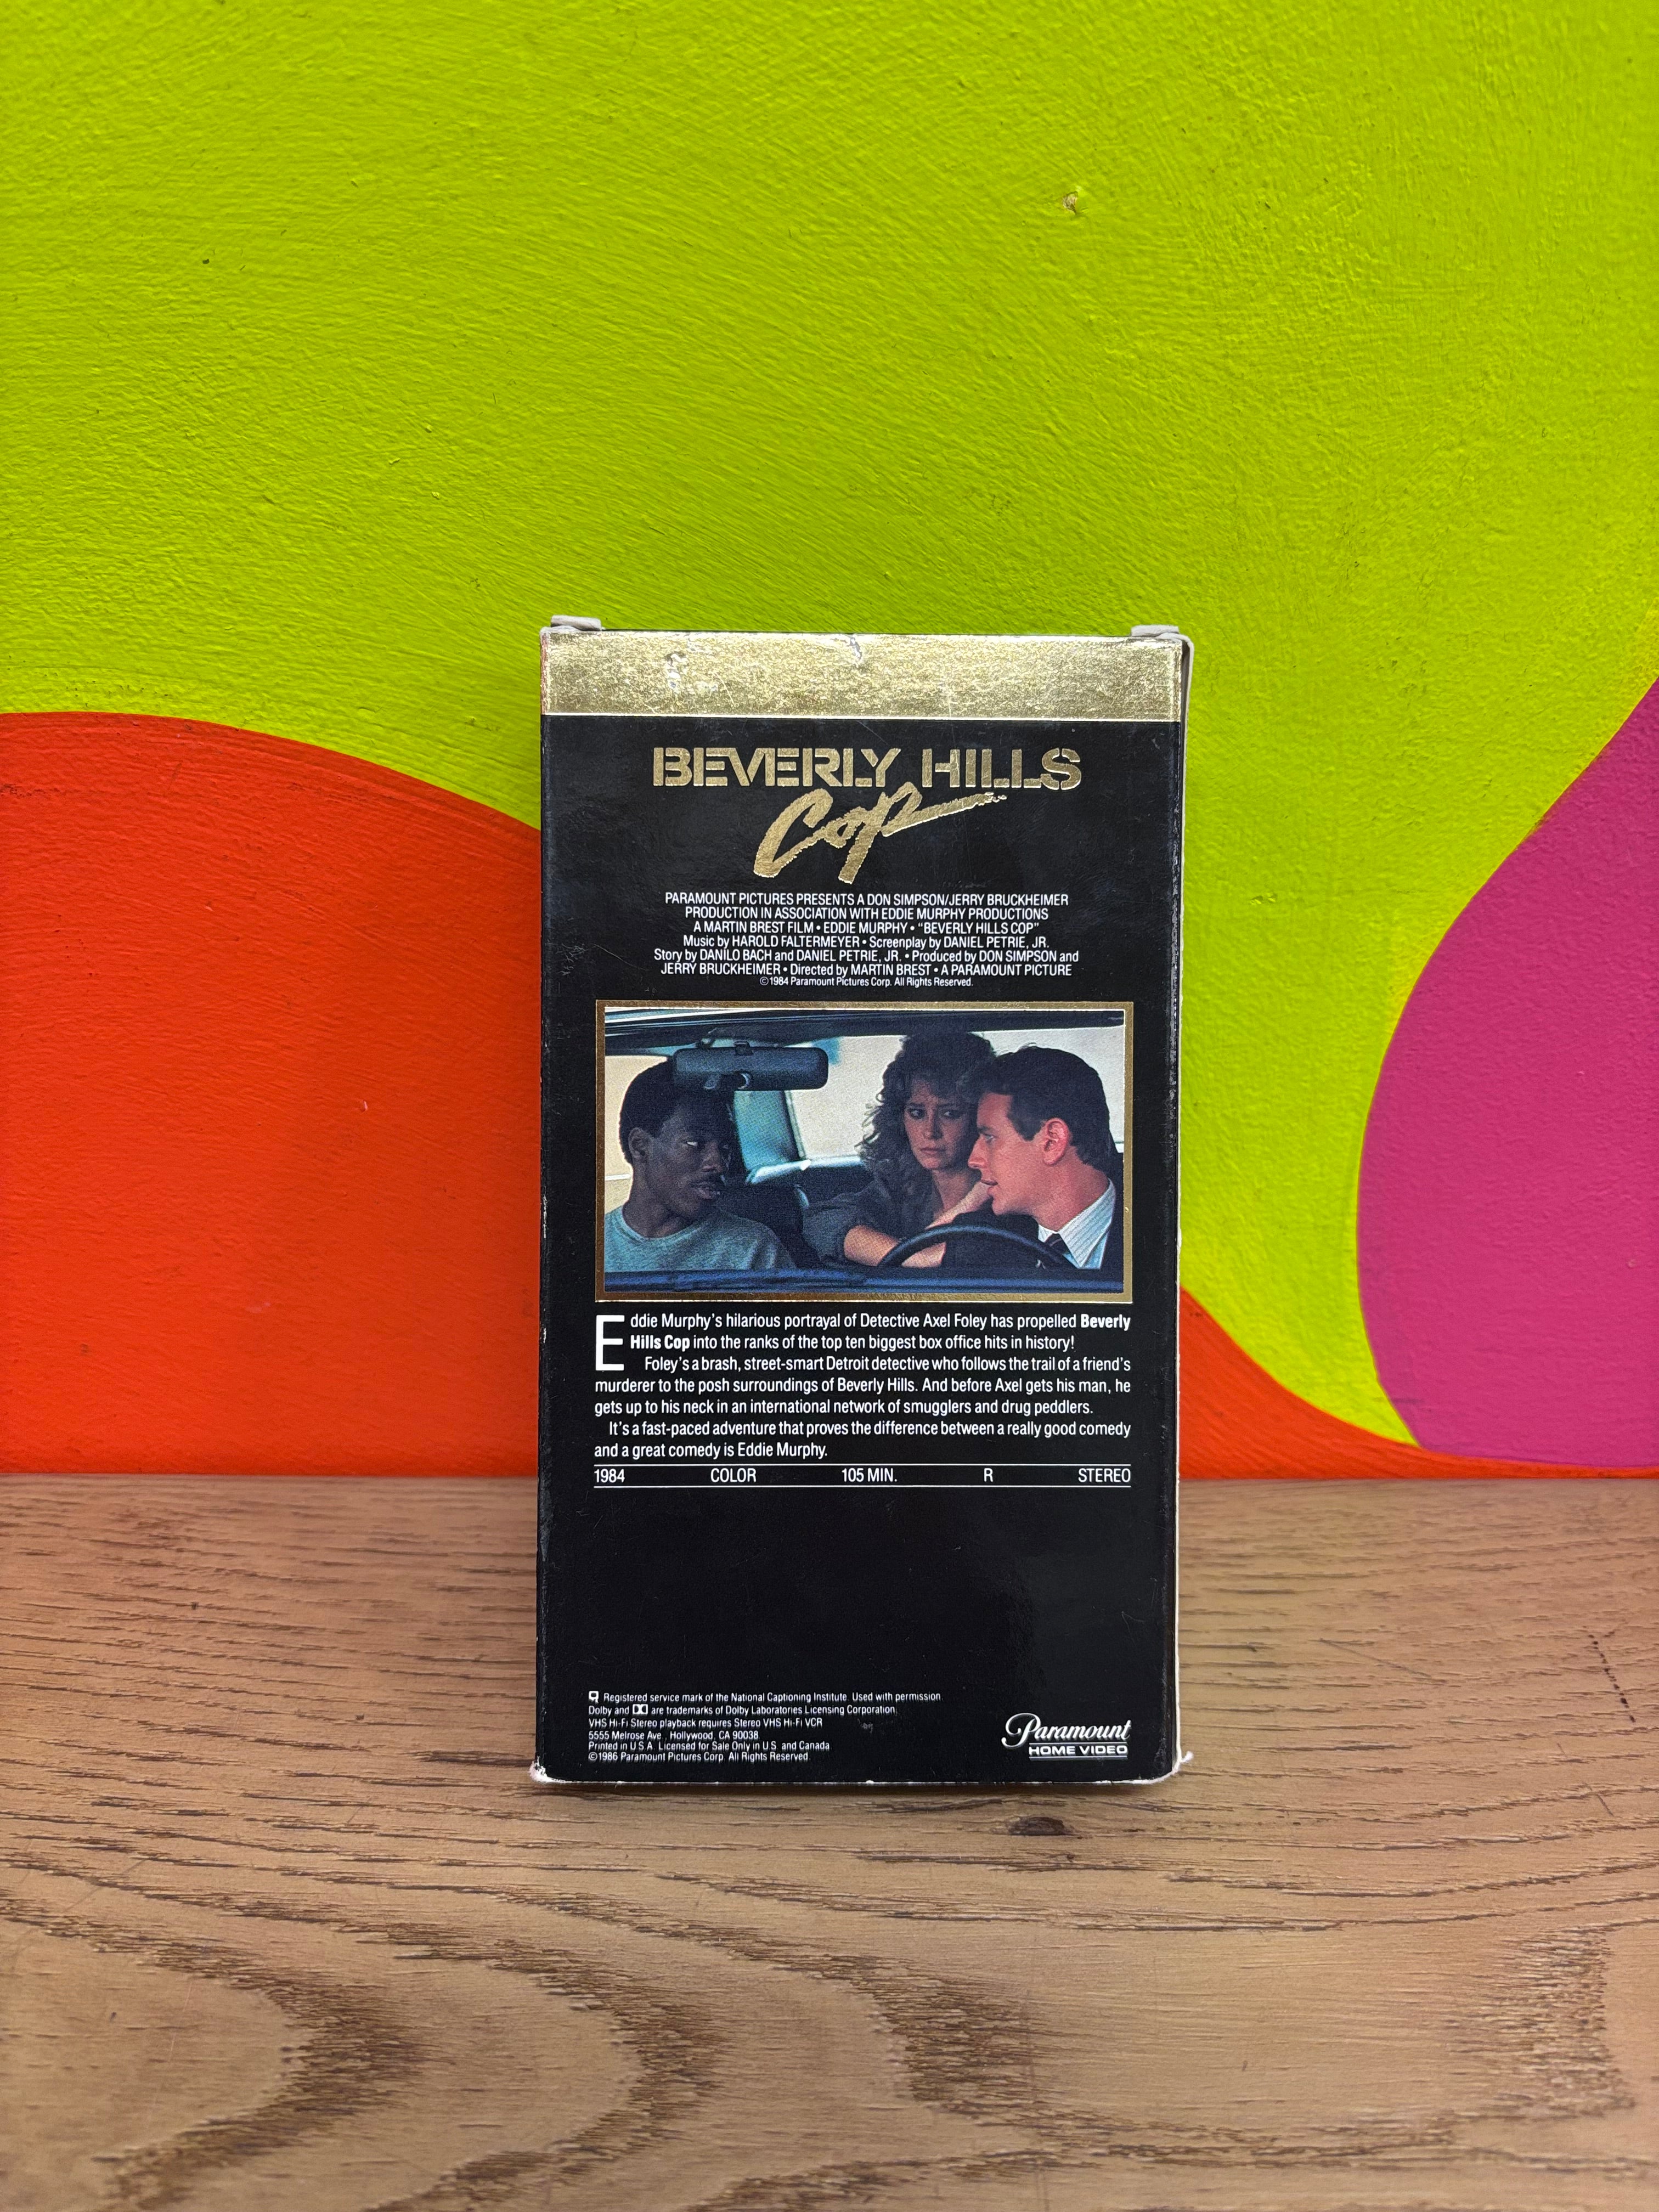 BEVERLY HILLS
Cop
PARAMOUNT PICTURES PRESENTS A DON SIMPSON/JERRY BRUCKHEIMER
PRODUCTION IN ASSOCIATION WITH EDDIE MURPHY PRODUCTIONS
A MARTIN BREST FILM • EDDIE MURPHY • "BEVERLY HILLS COP"
Music by HAROLD FALTERMEYER • Screenplay by DANIEL PETRIE, JR.
Story by DANILO BACH and DANIEL PETRIE, JR. • Produced by DON SIMPSON and
JERRY BRUCKHEIMER • Directed by MARTIN BREST • A PARAMOUNT PICTURE
©1984 Paramount Pictures Corp. All Rights Reserved.
Eddie Murphy's hilarious portrayal of Detective Axel Foley has propelled Beverly
Hills Cop into the ranks of the top ten biggest box office hits in history!
Foley's a brash, street-smart Detroit detective who follows the trail of a friend's
murderer to the posh surroundings of Beverly Hills. And before Axel gets his man, he
gets up to his neck in an international network of smugglers and drug peddlers.
It's a fast-paced adventure that proves the difference between a really good comedy
and a great comedy is Eddie Murphy.
1984 COLOR 105 MIN. R STEREO
Registered service mark of the National Captioning Institute. Used with permission.
Dolby and are trademarks of Dolby Laboratories Licensing Corporation.
VHS Hi-Fi Stereo playback requires Stereo VHS Hi-Fi VCR
5555 Melrose Ave., Hollywood, CA 90038
Printed in U.S.A. Licensed for Sale Only in U.S. and Canada
©1986 Paramount Pictures Corp. All Rights Reserved
Paramount
HOME VIDEO